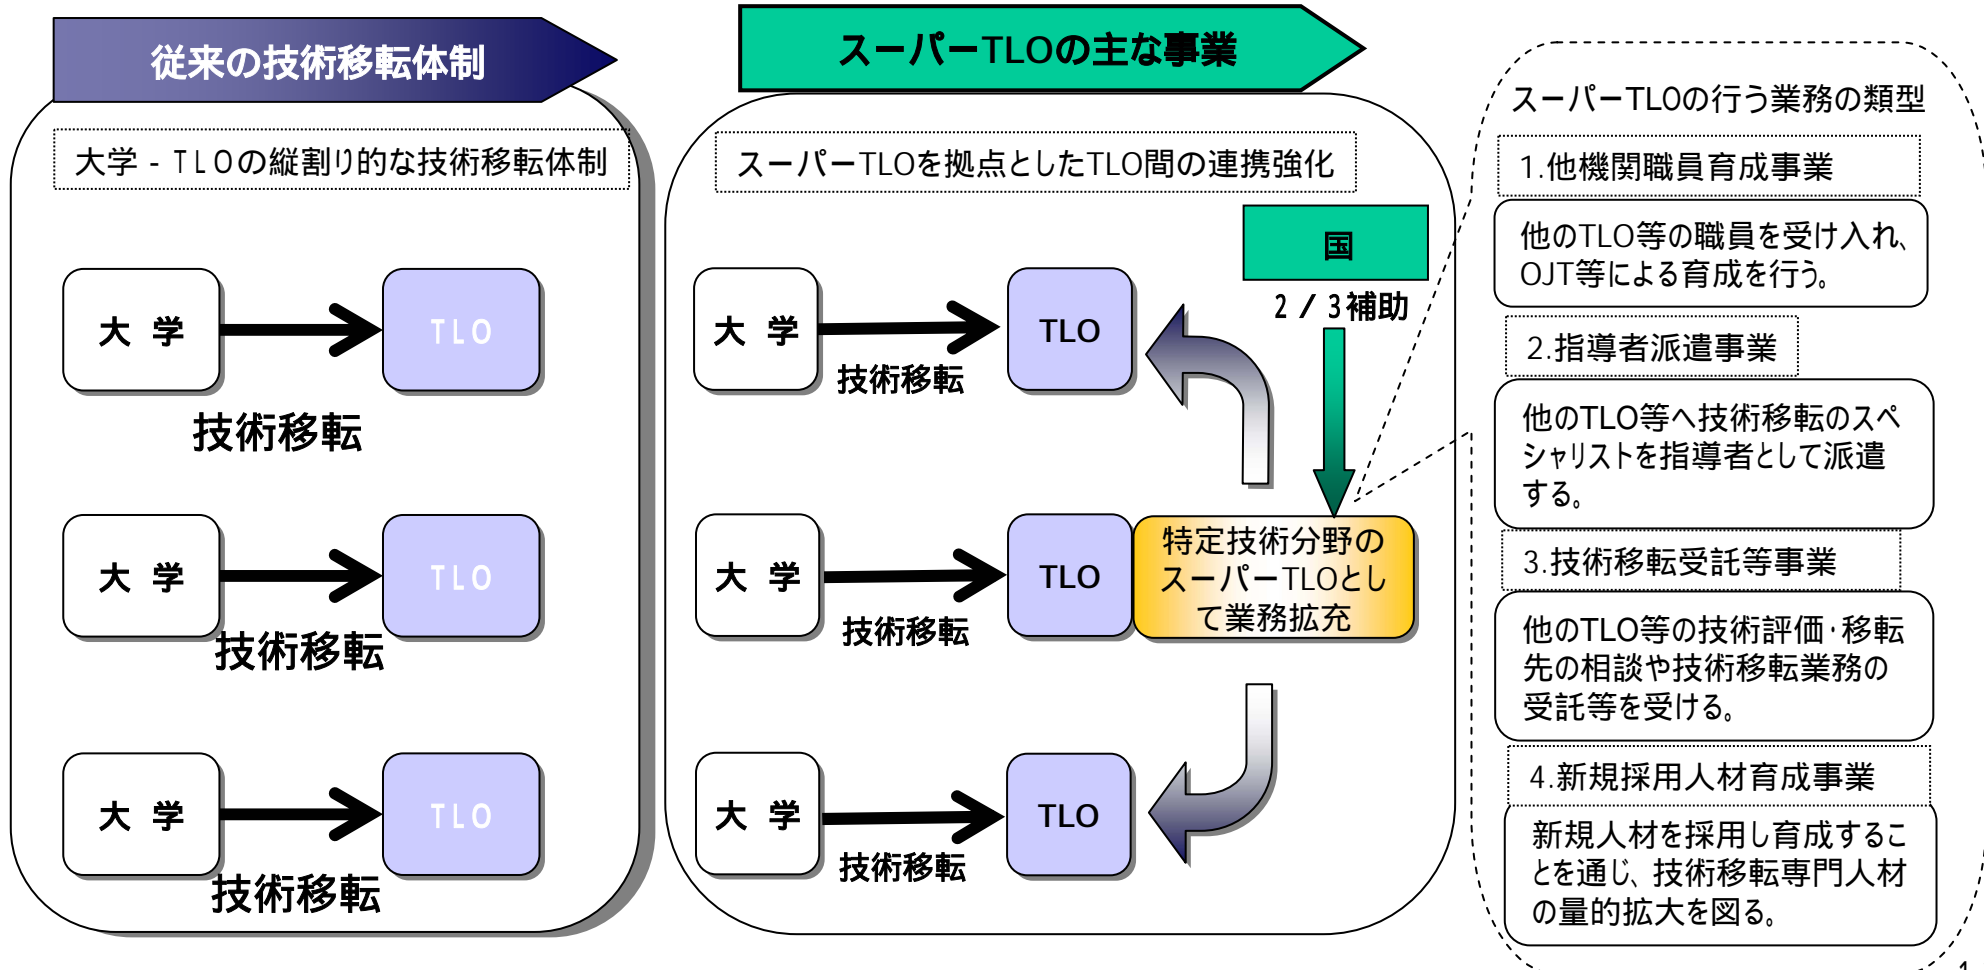 従来の技術移転体制
大学 - TLOの縦割り的な技術移転体制
大 学
TLO
技術移転
大 学
TLO
技術移転
大 学
TLO
技術移転
スーパーTLOの主な事業
スーパーTLOを拠点としたTLO間の連携強化
国
2 / 3補助
大 学
TLO
技術移転
大 学
TLO
特定技術分野の
スーパーTLOとし
て業務拡充
技術移転
大 学
TLO
技術移転
スーパーTLOの行う業務の類型
1.他機関職員育成事業
他のTLO等の職員を受け入れ、
OJT等による育成を行う。
2.指導者派遣事業
他のTLO等へ技術移転のスペ
シャリストを指導者として派遣
する。
3.技術移転受託等事業
他のTLO等の技術評価・移転
先の相談や技術移転業務の
受託等を受ける。
4.新規採用人材育成事業
新規人材を採用し育成するこ
とを通じ、技術移転専門人材
の量的拡大を図る。